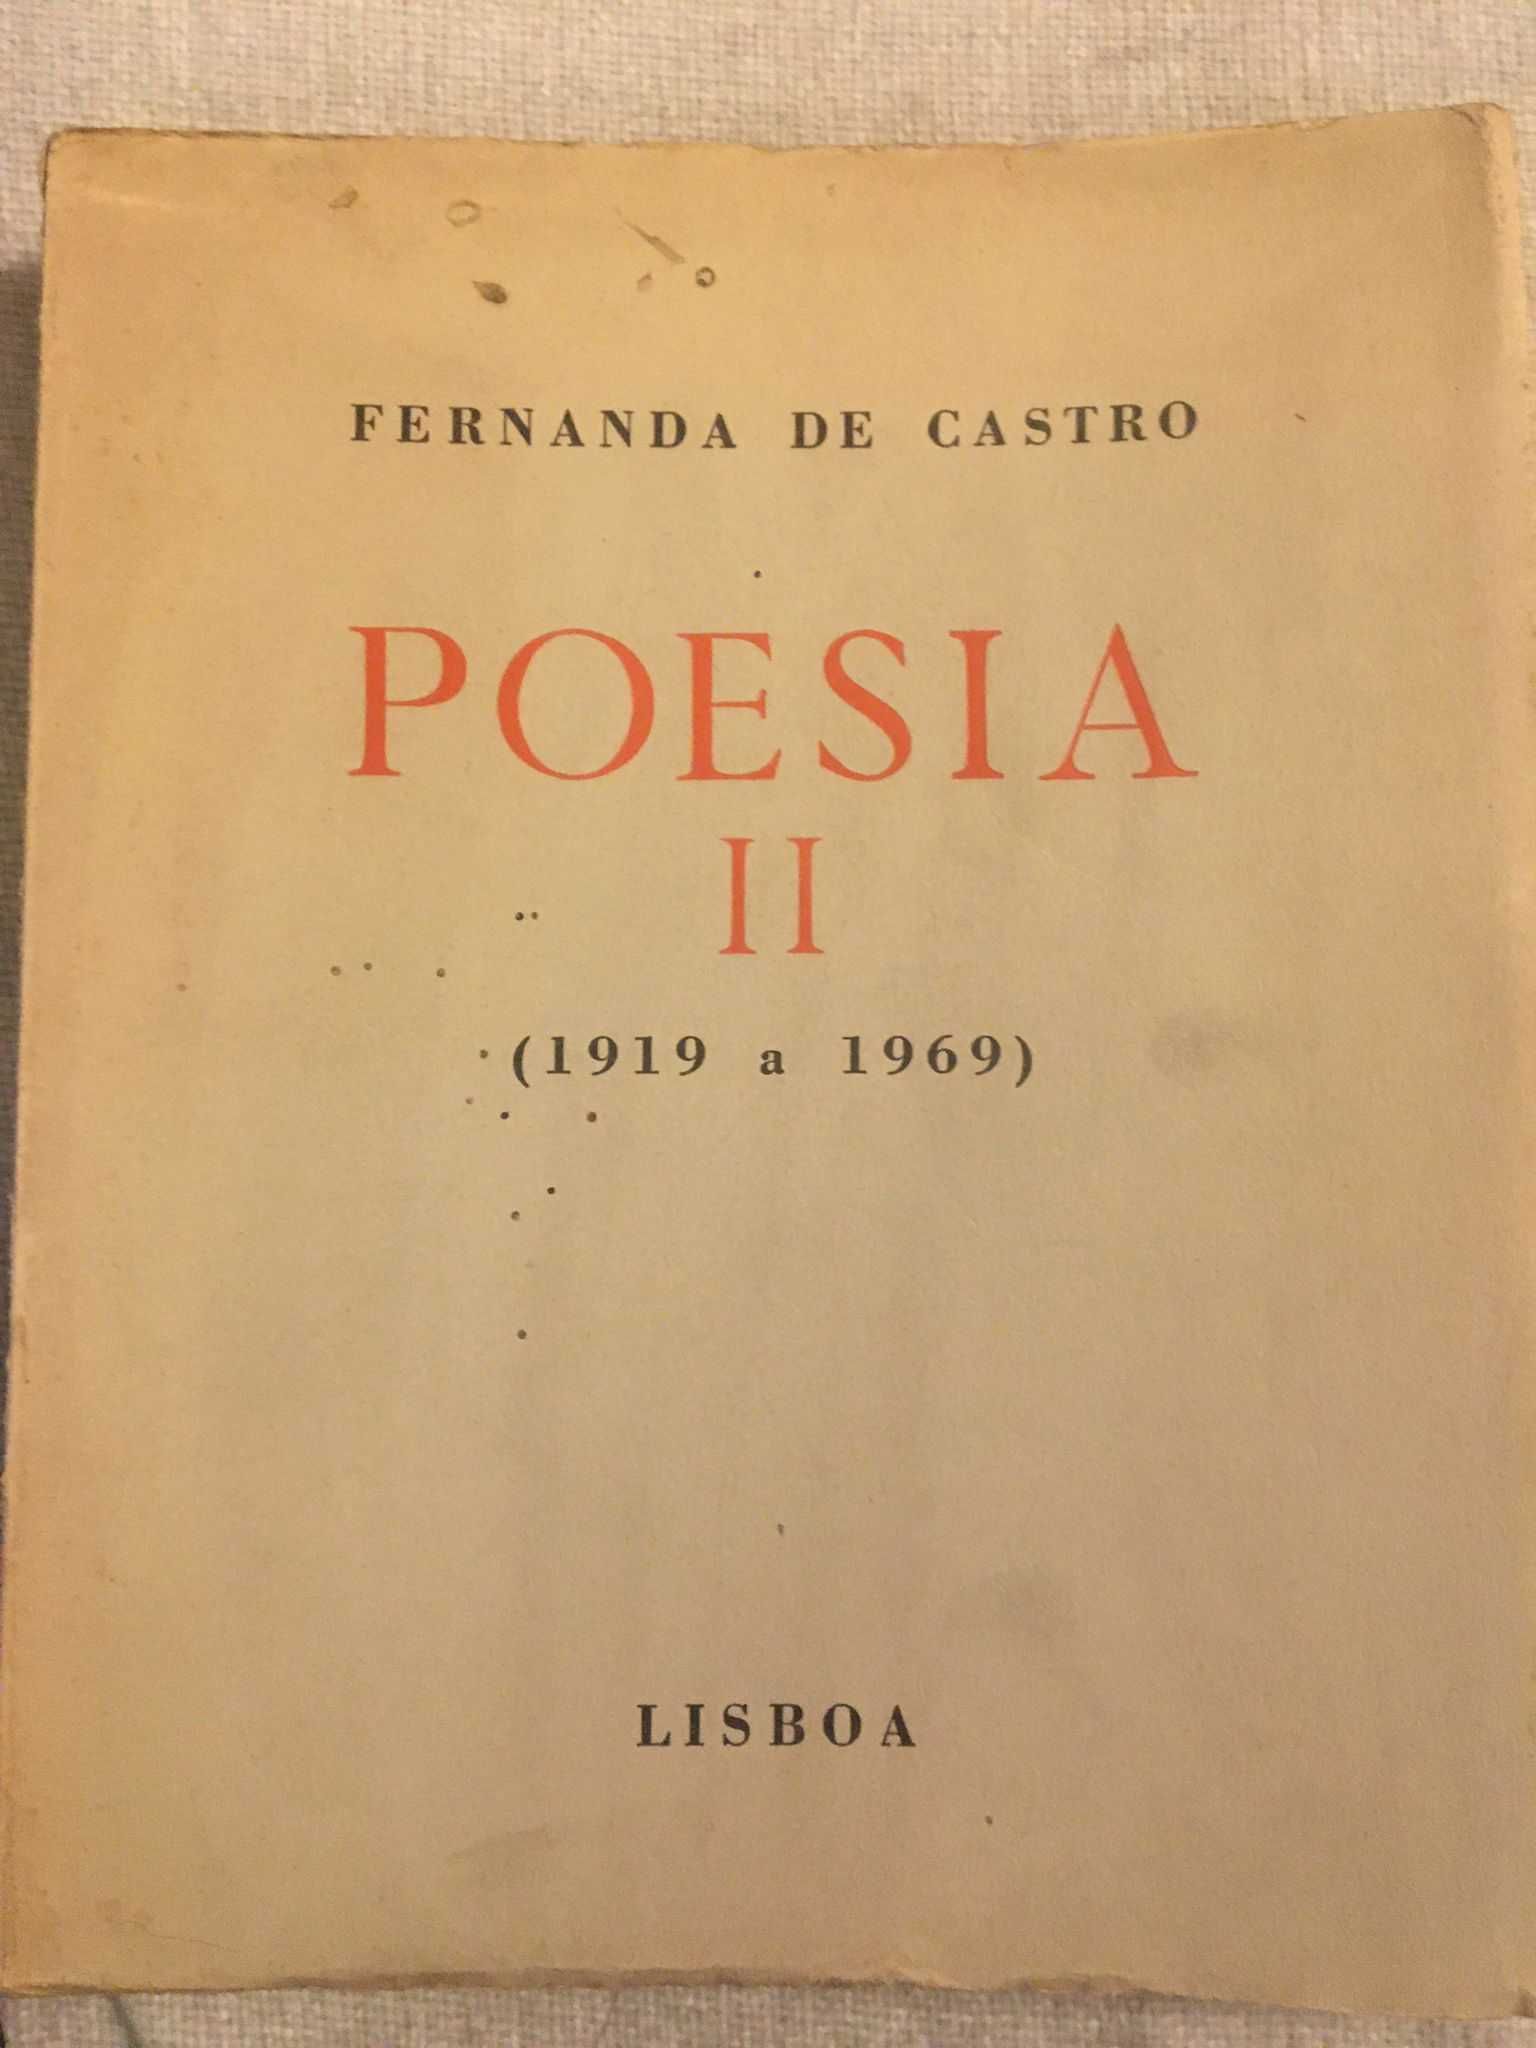 FERNANDA DE CASTRO
POESIA
II
(1919 a 1969)
LISBOA